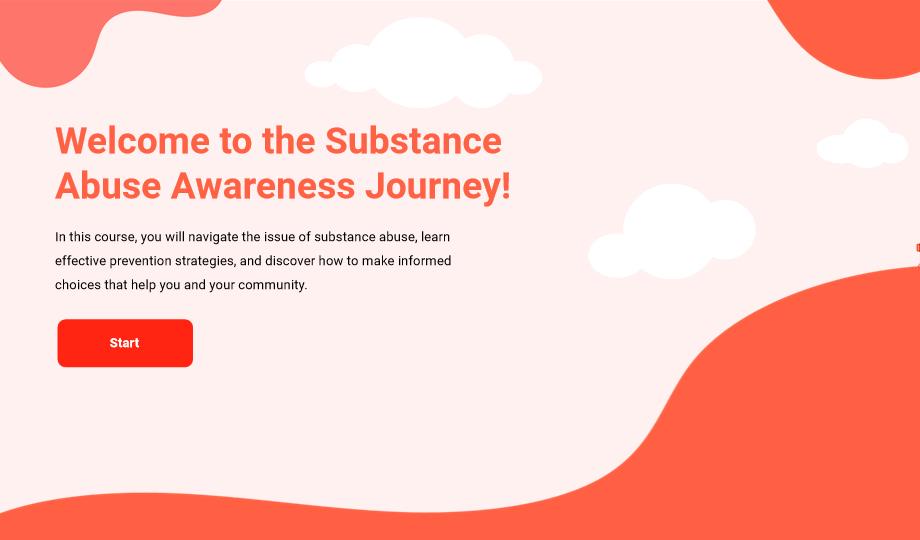 Welcome to the Substance
Abuse Awareness Journey!
In this course, you will navigate the issue of substance abuse, learn
effective prevention strategies, and discover how to make informed
choices that help you and your community.
Start